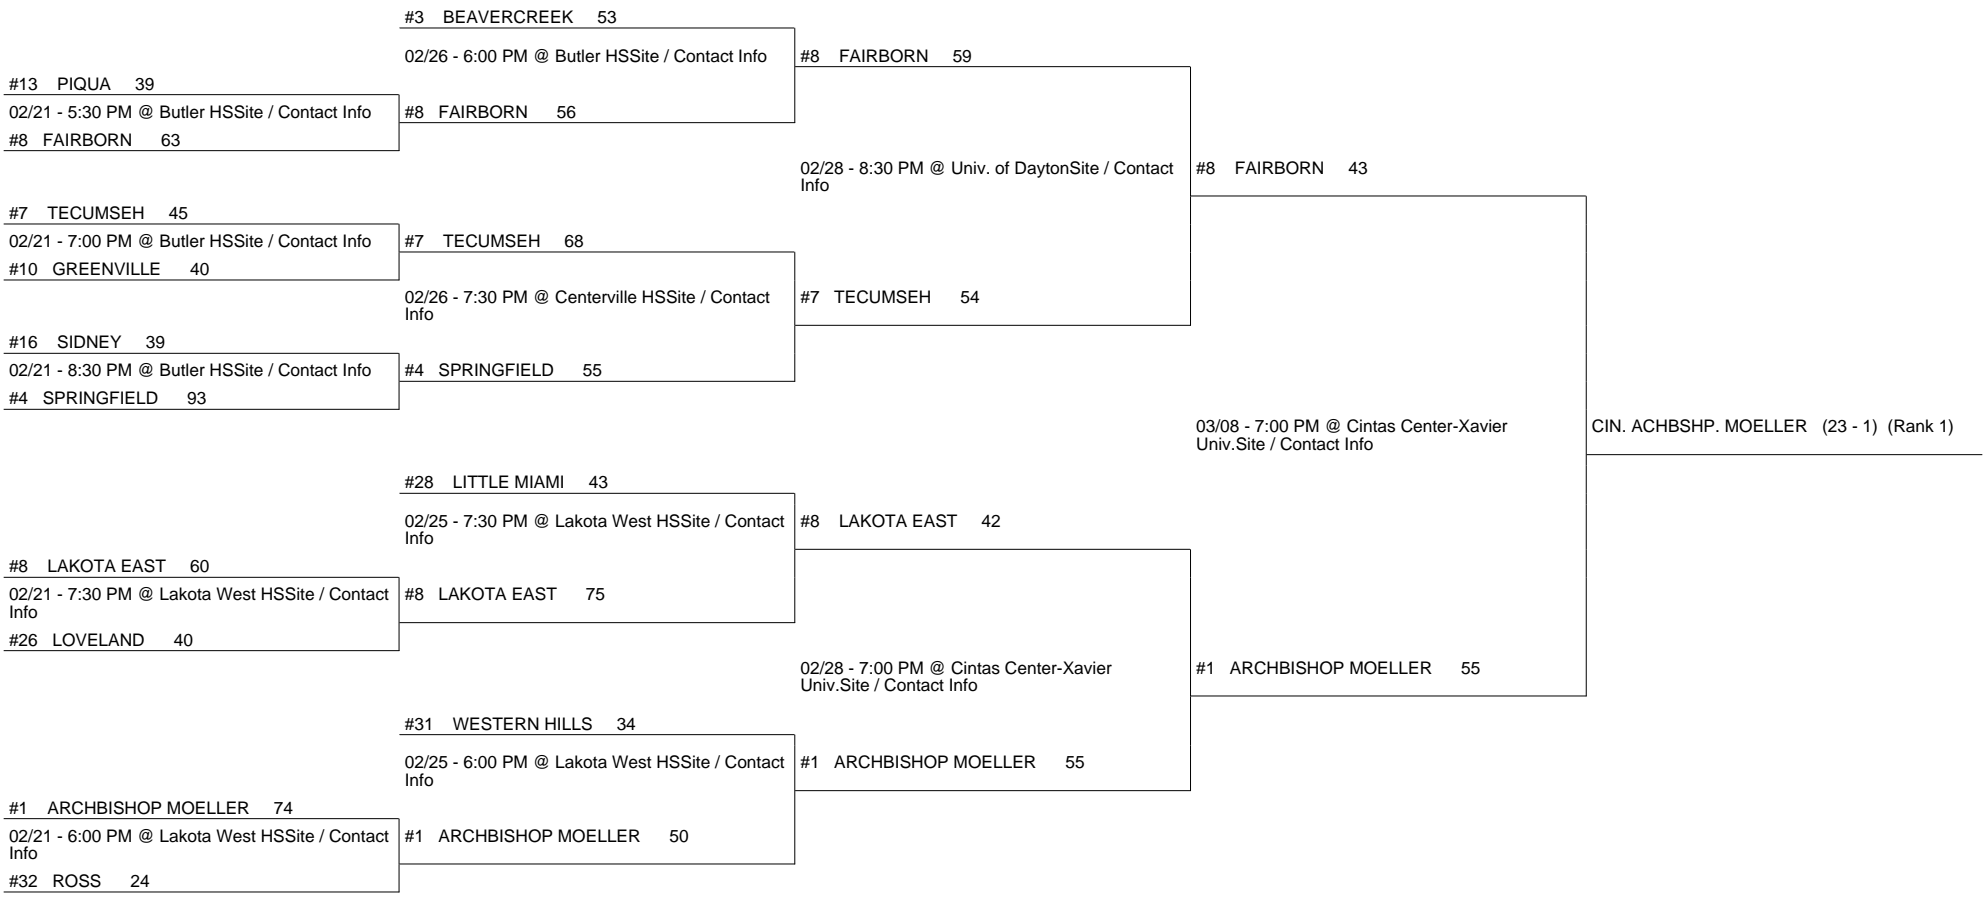 #3 BEAVERCREEK 53
02/26 - 6:00 PM @ Butler HSSite / Contact Info
#8 FAIRBORN 59
#13 PIQUA 39
02/21 - 5:30 PM @ Butler HSSite / Contact Info
#8 FAIRBORN 56
#8 FAIRBORN 63
02/28 - 8:30 PM @ Univ. of DaytonSite / Contact
Info
#8 FAIRBORN 43
#7 TECUMSEH 45
02/21 - 7:00 PM @ Butler HSSite / Contact Info
#7 TECUMSEH 68
#10 GREENVILLE 40
02/26 - 7:30 PM @ Centerville HSSite / Contact
Info
#7 TECUMSEH 54
#16 SIDNEY 39
02/21 - 8:30 PM @ Butler HSSite / Contact Info
#4 SPRINGFIELD 55
#4 SPRINGFIELD 93
03/08 - 7:00 PM @ Cintas Center-Xavier
Univ.Site / Contact Info
CIN. ACHBSHP. MOELLER (23 - 1) (Rank 1)
#28 LITTLE MIAMI 43
02/25 - 7:30 PM @ Lakota West HSSite / Contact
Info
#8 LAKOTA EAST 42
#8 LAKOTA EAST 60
02/21 - 7:30 PM @ Lakota West HSSite / Contact
Info
#8 LAKOTA EAST 75
#26 LOVELAND 40
02/28 - 7:00 PM @ Cintas Center-Xavier
Univ.Site / Contact Info
#1 ARCHBISHOP MOELLER 55
#31 WESTERN HILLS 34
02/25 - 6:00 PM @ Lakota West HSSite / Contact
Info
#1 ARCHBISHOP MOELLER 55
#1 ARCHBISHOP MOELLER 74
02/21 - 6:00 PM @ Lakota West HSSite / Contact
Info
#1 ARCHBISHOP MOELLER 50
#32 ROSS 24